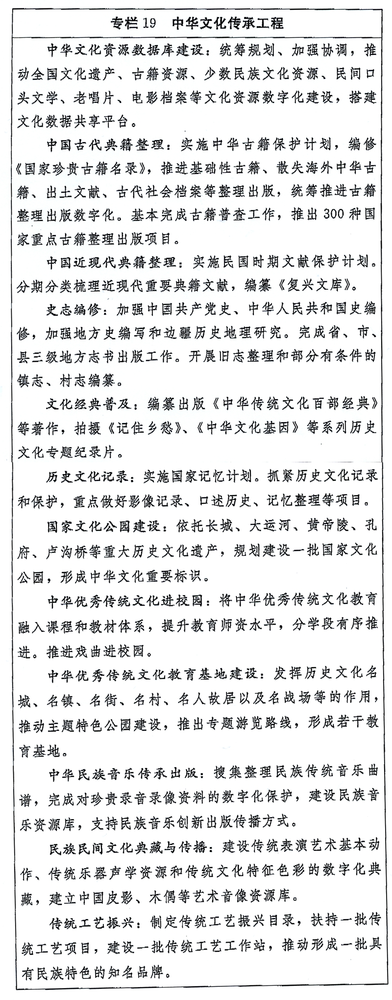 专栏 19 中华文化传承工程
中华文化资源数据库建设：统筹规划、加强协调，推
动全国文化遗产、古籍资源、少数民族文化资源、民间口
头文学、老唱片、电影档案等文化资源数字化建设，搭建
文化数据共享平台。
中国古代典籍整理：实施中华古籍保护计划，编修
《国家珍贵古籍名录》，推进基础性古籍、散失海外中华古
籍、出土文献、古代社会档案等整理出版，统筹推进古籍
整理出版数字化。基本完成古籍普查工作，推出 300 种国
家重点古籍整理出版项目。
中国近现代典籍整理：实施民国时期文献保护计划。
分期分类梳理近现代重要典籍文献，编纂《复兴文库》。
史志编修：加强中国共产党史、中华人民共和国史编
修，加强地方史编写和边疆历史地理研究。完成省、市、
县三级地方志书出版工作。开展旧志整理和部分有条件的
镇志、村志编纂。
文化经典普及：编纂出版《中华传统文化百部经典》
等著作，拍摄《记住乡愁》、《中华文化基因》等系列历史
文化专题纪录片。
历史文化记录：实施国家记忆计划。抓紧历史文化记录
和保护，重点做好影像记录、口述历史、记忆整理等项目。
国家文化公园建设：依托长城、大运河、黄帝陵、孔
府、卢沟桥等重大历史文化遗产，规划建设一批国家文化
公园，形成中华文化重要标识。
中华优秀传统文化进校园：将中华优秀传统文化教育
融入课程和教材体系，提升教育师资水平，分学段有序推
进。推进戏曲进校园。
中华优秀传统文化教育基地建设：发挥历史文化名
城、名镇、名街、名村、名人故居以及名战场等的作用，
推动主题特色公园建设，推出专题游览路线，形成若干教
育基地。
中华民族音乐传承出版：搜集整理民族传统音乐曲
谱，完成对珍贵录音录像资料的数字化保护，建设民族音
乐资源库，支持民族音乐创新出版传播方式。
民族民间文化典藏与传播：建设传统表演艺术基本动
作、传统乐器声学资源和传统文化特征色彩的数字化典
藏，建立中国皮影、木偶等艺术音像资源库。
传统工艺振兴：制定传统工艺振兴目录，扶持一批传
统工艺项目，建设一批传统工艺工作站，推动形成一批具
有民族特色的知名品牌。